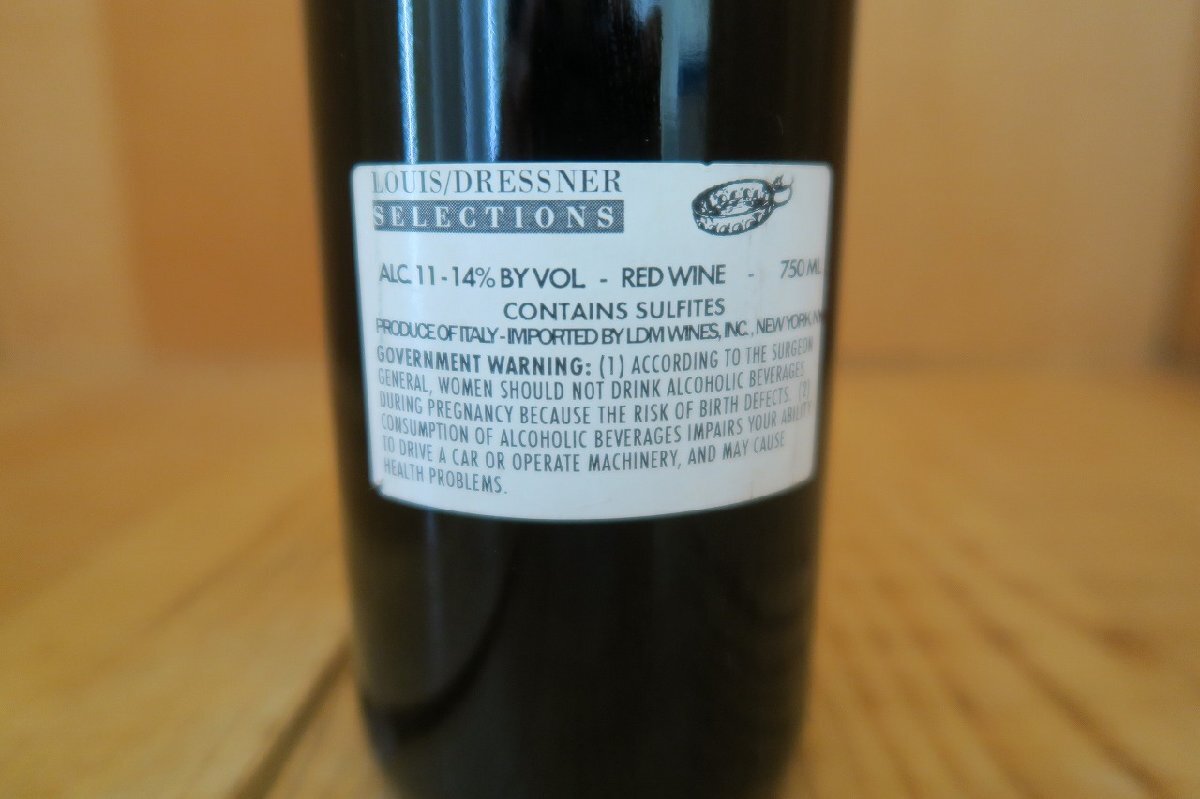 LOUIS/DRESSNER
SELECTIONS
ALC. 11 - 14% BY VOL - RED WINE - 750 ML
CONTAINS SULFITES
PRODUCE OF ITALY - IMPORTED BY LDM WINES, INC., NEW YORK,
GOVERNMENT WARNING: (1) ACCORDING TO THE SURGEON
GENERAL, WOMEN SHOULD NOT DRINK ALCOHOLIC BEVERAGES
DURING PREGNANCY BECAUSE THE RISK OF BIRTH DEFECTS. (2)
CONSUMPTION OF ALCOHOLIC BEVERAGES IMPAIRS YOUR ABILITY
TO DRIVE A CAR OR OPERATE MACHINERY, AND MAY CAUSE
HEALTH PROBLEMS.